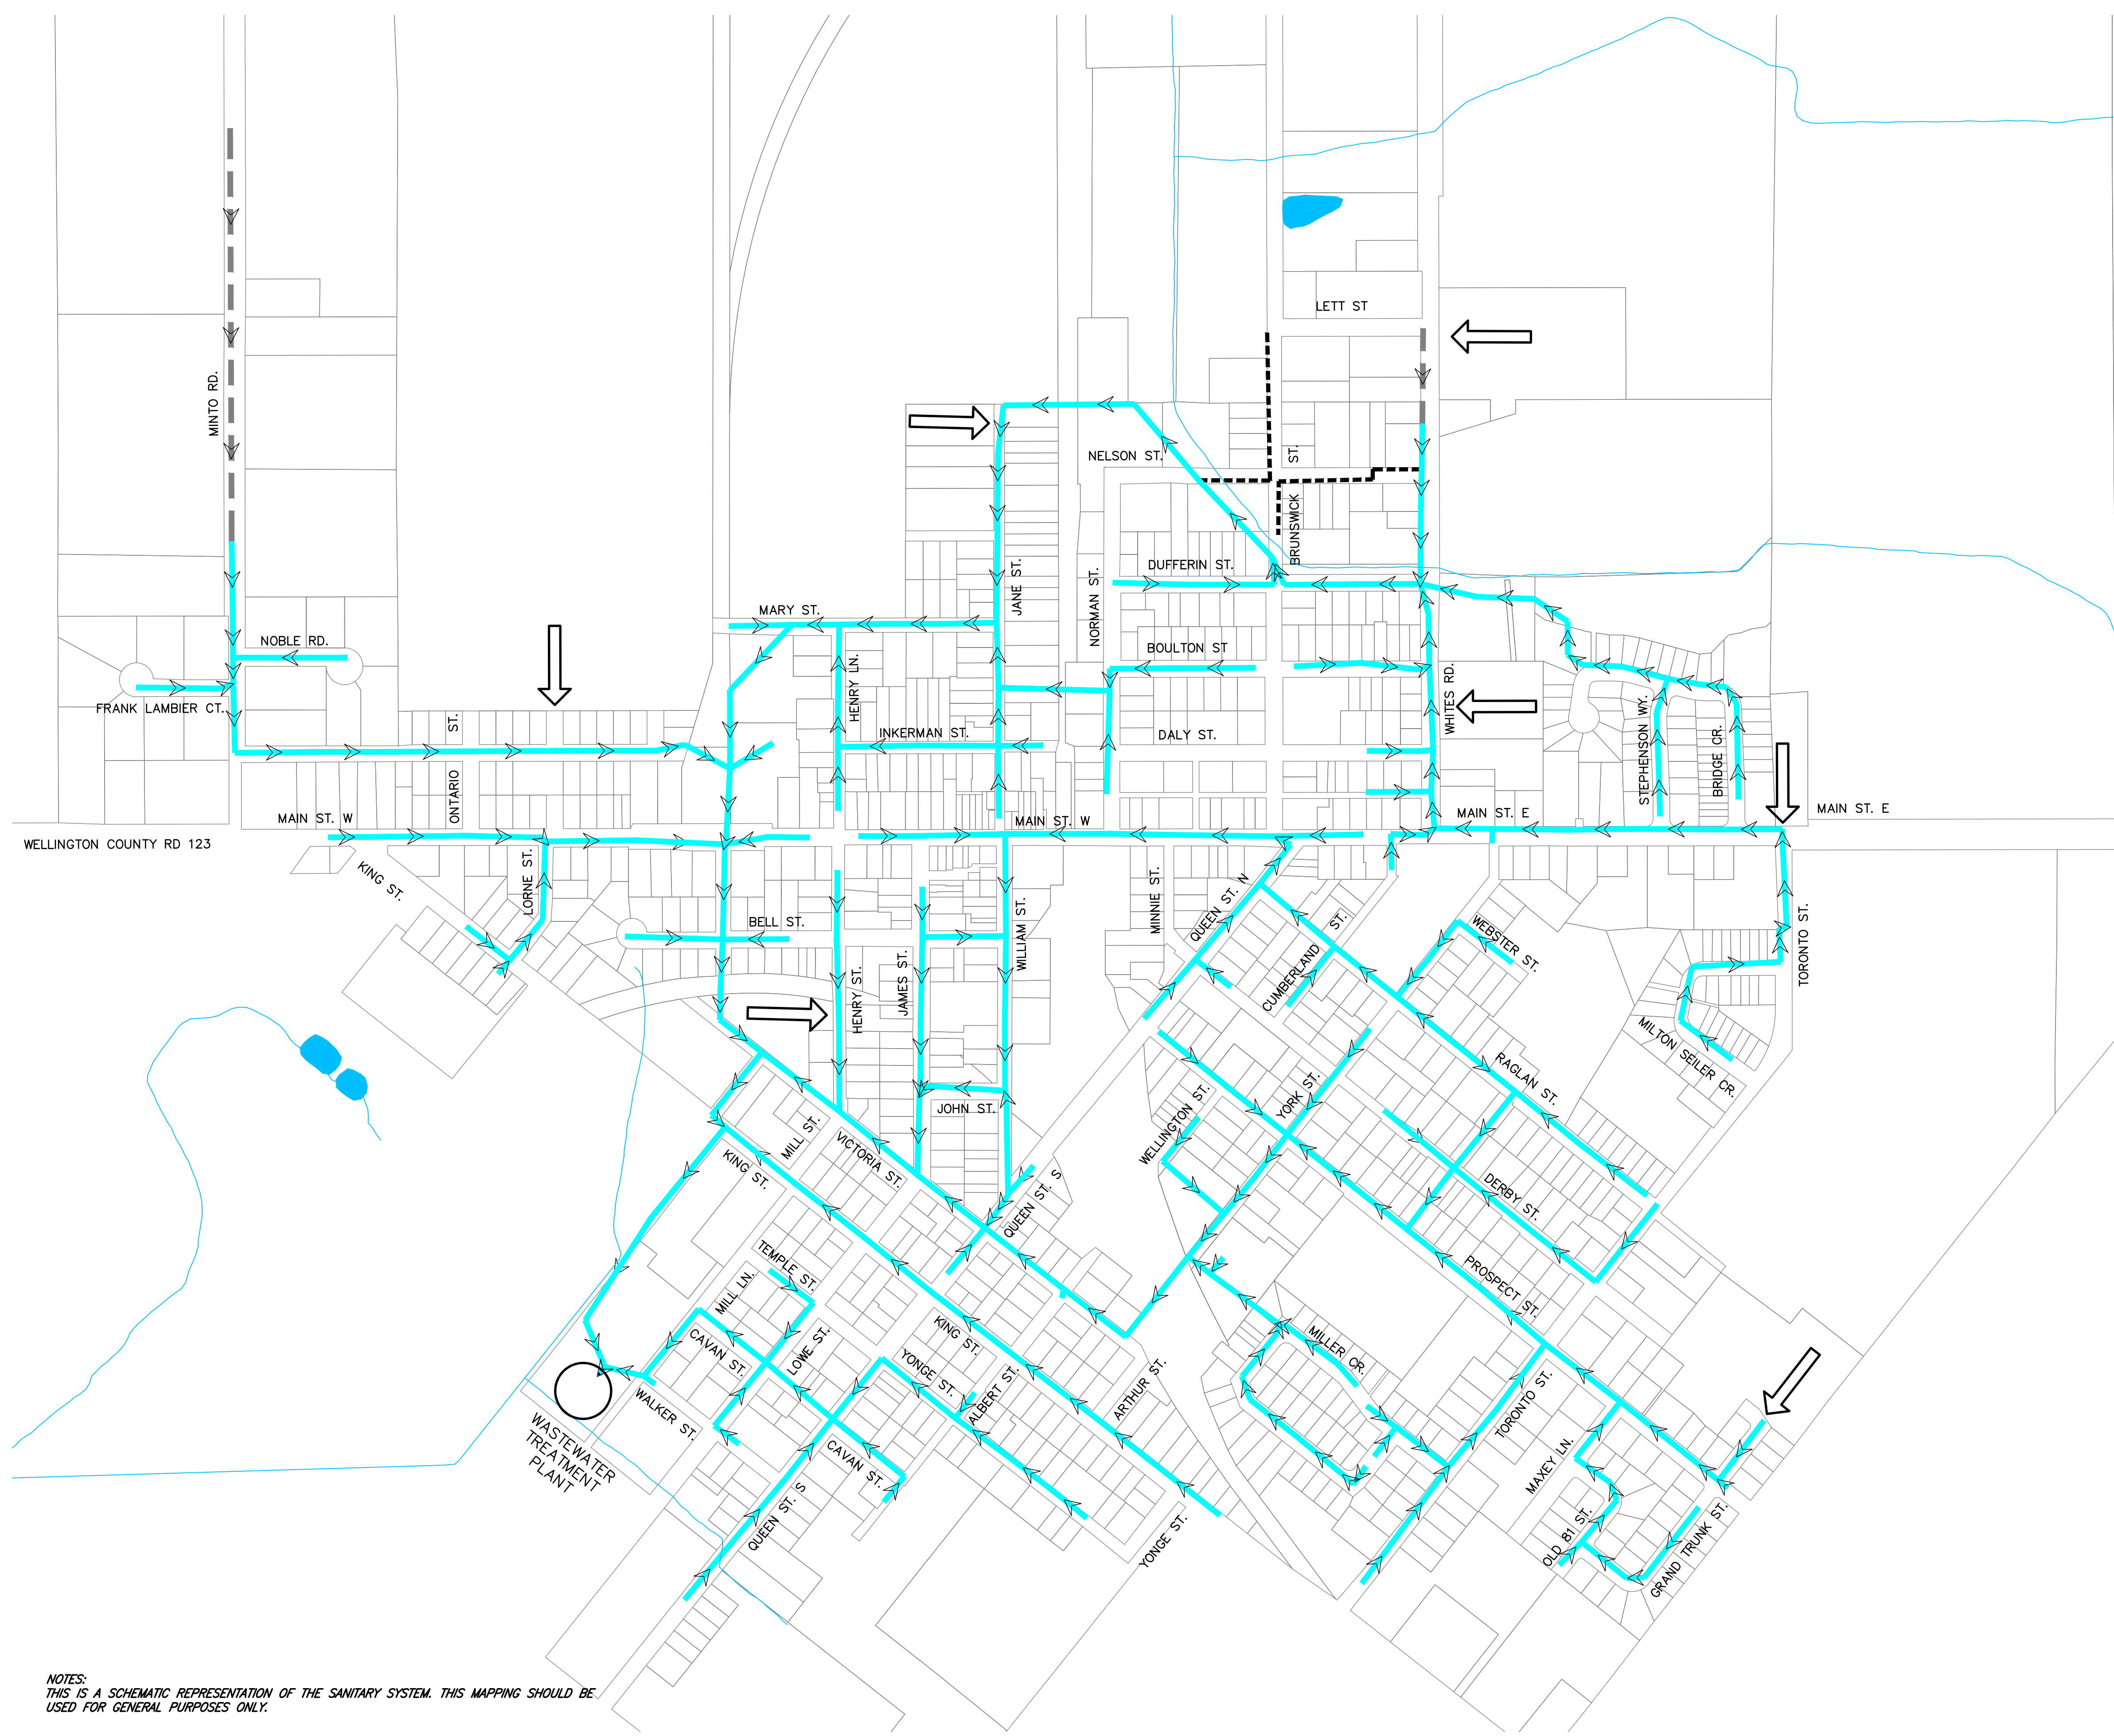 LETT ST
MINTO RD.
NELSON ST.
ST.
BRUNSWICK
DUFFERIN ST.
JANE ST.
NORMAN ST.
MARY ST.
NOBLE RD.
BOULTON ST
HENRY LN.
WHITES RD.
FRANK LAMBIER CT.
ST.
ONTARIO
INKERMAN ST.
DALY ST.
STEPHENSON WY.
BRIDGE CR.
MAIN ST. W
MAIN ST. W
MAIN ST. E
MAIN ST. E
WELLINGTON COUNTY RD 123
KING ST.
LORNE ST.
BELL ST.
HENRY ST.
JAMES ST.
WILLIAM ST.
MINNIE ST.
QUEEN ST. N
CUMBERLAND
ST.
WEBSTER ST.
TORONTO ST.
MILTON SEILER CR.
RAGLAN ST.
JOHN ST.
WELLINGTON ST.
YORK ST.
MILL ST.
VICTORIA ST.
KING ST.
QUEEN ST. S
DERBY ST.
PROSPECT ST.
TEMPLE ST.
MILL LN.
CAVAN ST.
LOWE ST.
KING ST.
YONGE ST.
ALBERT ST.
ARTHUR ST.
MILLER CR.
TORONTO ST.
WALKER ST.
CAVAN ST.
MAXEY LN.
OLD 81 ST.
GRAND TRUNK ST.
WASTEWATER
TREATMENT
PLANT
QUEEN ST. S
YONGE ST.
NOTES:
THIS IS A SCHEMATIC REPRESENTATION OF THE SANITARY SYSTEM. THIS MAPPING SHOULD BE
USED FOR GENERAL PURPOSES ONLY.